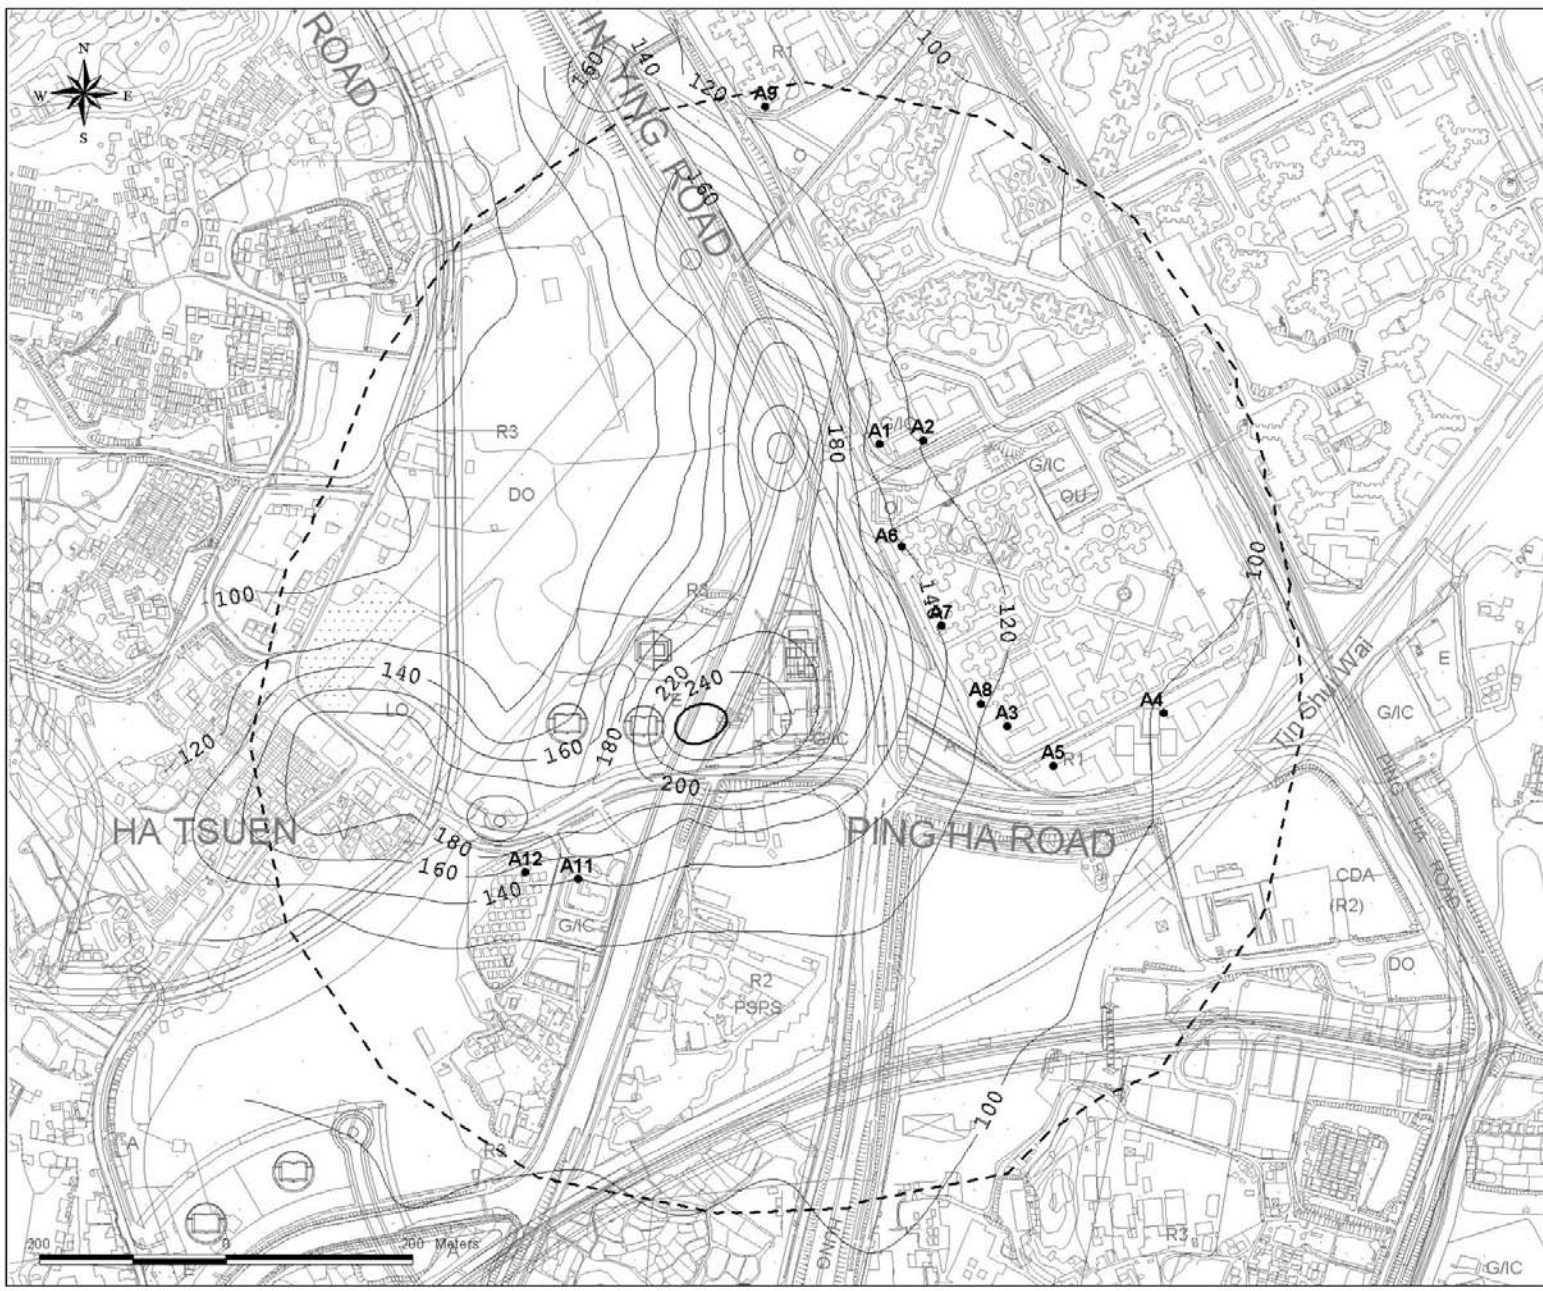 ROAD
N
W
E
S
160
140
120
R1
100
A9
YING ROAD
160
R3
180
A1
A2
G/IC
DO
OU
A6
100
140
A7
120
100
E
140
220
240
A8
A3
A4
Tin Shui Wai
G/IC
LO
120
160
180
A5
R1
200
PING HA ROAD
HA TSUEN
PING HA ROAD
180
160
A12
A11
140
CDA
(R2)
G/IC
V
R2
PSPS
DO
100
A
R3
R3
200
0
200 Meters
G/IC